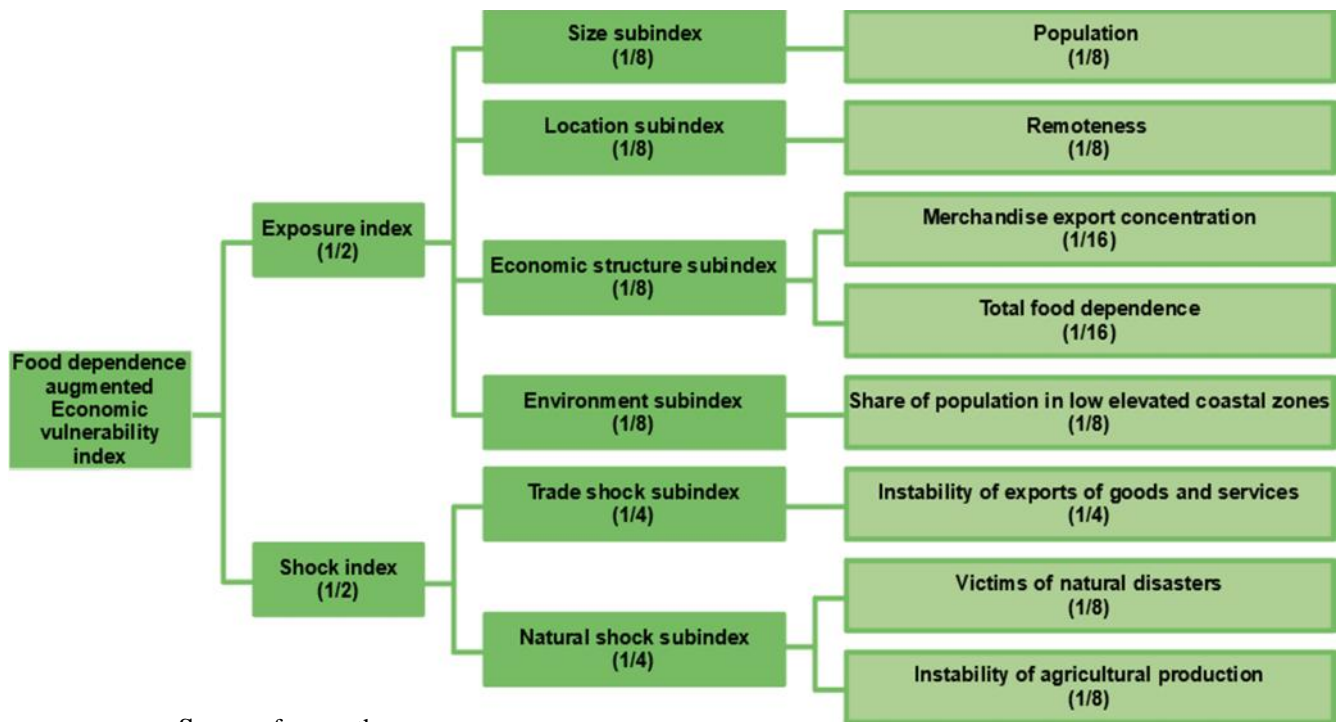 Food dependence
augmented
Economic
vulnerability
index
Exposure index
(1/2)
Shock index
(1/2)
Size subindex
(1/8)
Location subindex
(1/8)
Economic structure subindex
(1/8)
Environment subindex
(1/8)
Trade shock subindex
(1/4)
Natural shock subindex
(1/4)
Population
(1/8)
Remoteness
(1/8)
Merchandise export concentration
(1/16)
Total food dependence
(1/16)
Share of population in low elevated coastal zones
(1/8)
Instability of exports of goods and services
(1/4)
Victims of natural disasters
(1/8)
Instability of agricultural production
(1/8)